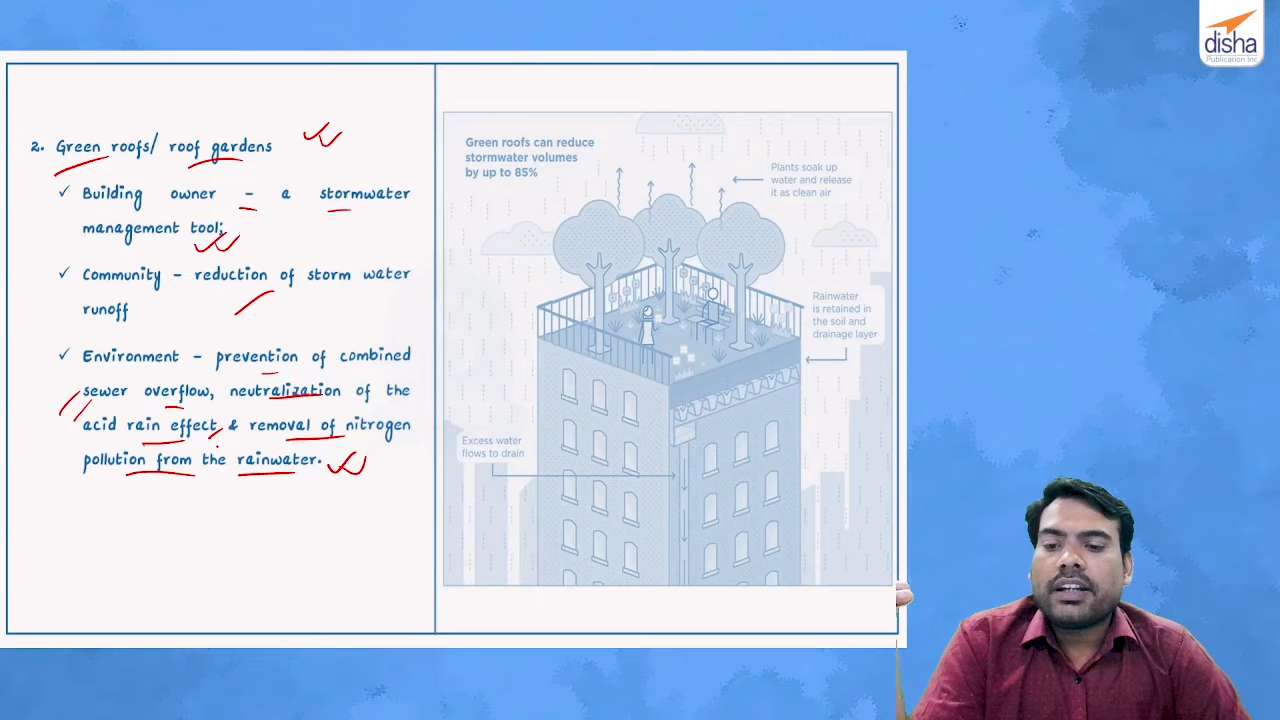 disha
Publication Inc
2. Green roofs/ roof gardens
✓ Building owner – a stormwater
management tool;
✓ Community – reduction of storm water
runoff
✓ Environment – prevention of combined
sewer overflow, neutralization of the
acid rain effect & removal of nitrogen
pollution from the rainwater.
Green roofs can reduce
stormwater volumes
by up to 85%
Plants soak up
water and release
it as clean air
Rainwater
is retained in
the soil and
drainage layer
Excess water
flows to drain